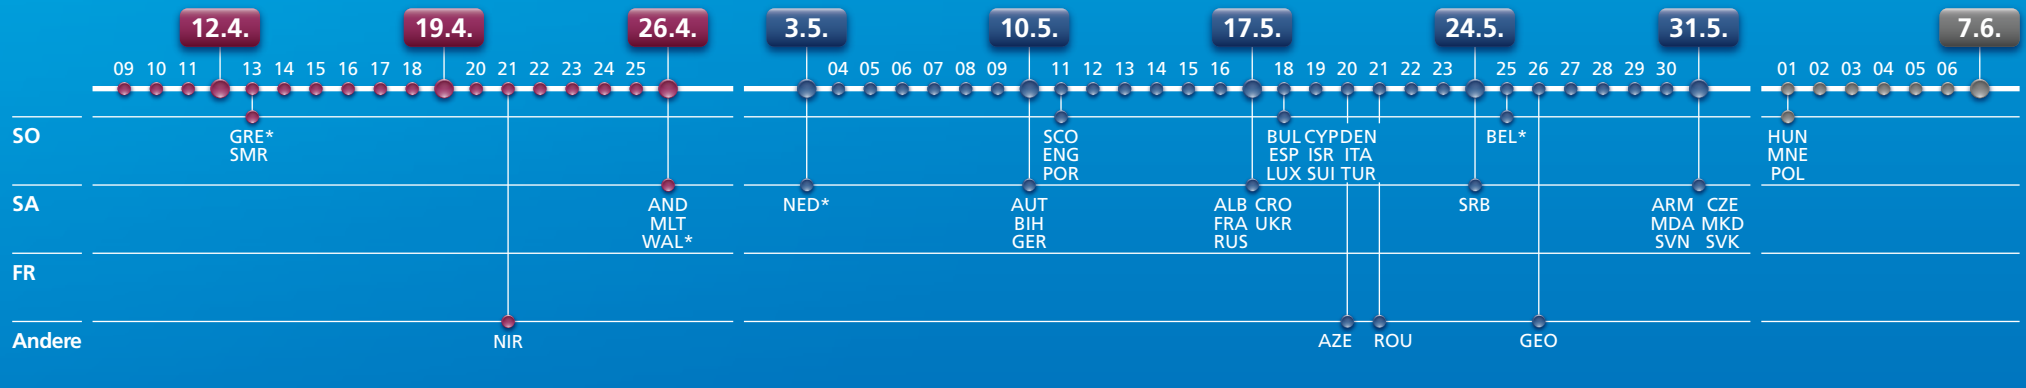 12.4. 19.4. 26.4. 3.5. 10.5. 17.5. 24.5. 31.5. 7.6.
09 10 11 13 14 15 16 17 18 20 21 22 23 24 25 04 05 06 07 08 09 11 12 13 14 15 16 18 19 20 21 22 23 25 26 27 28 29 30 01 02 03 04 05 06
SO GRE* SCO BUL CYP DEN BEL* HUN
SMR ENG ESP ISR ITA MNE
POR LUX SUI TUR POL
SA AND NED* AUT ALB CRO SRB ARM CZE
MLT BIH FRA UKR MDA MKD
WAL* GER RUS SVN SVK
FR
Andere NIR AZE ROU GEO